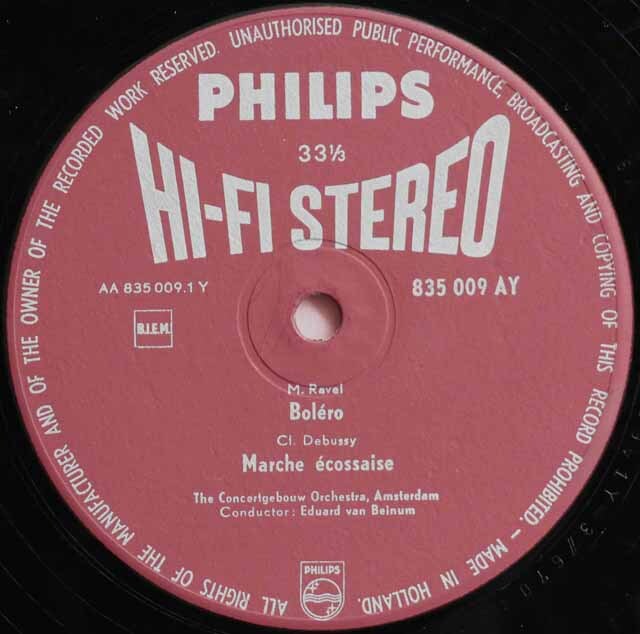 ALL RIGHTS OF THE MANUFACTURER AND OF THE OWNER OF THE RECORDED WORK RESERVED. UNAUTHORISED PUBLIC PERFORMANCE, BROADCASTING AND COPYING OF THIS RECORD PROHIBITED. – MADE IN HOLLAND.
PHILIPS
33⅓
HI-FI STEREO
AA 835 009.1 Y
835 009 AY
B.I.E.M.
M. Ravel
Boléro
Cl. Debussy
Marche écossaise
The Concertgebouw Orchestra, Amsterdam
Conductor: Eduard van Beinum
PHILIPS